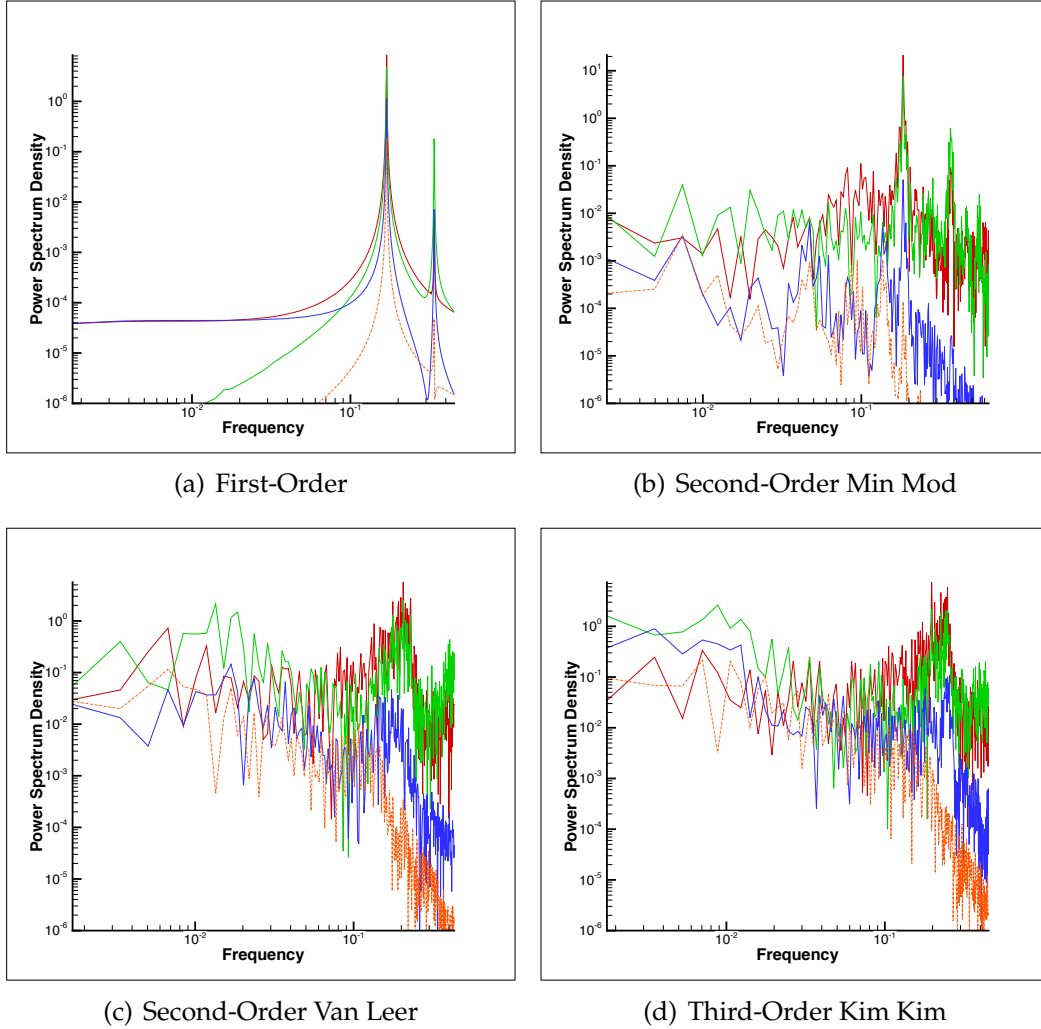 Power Spectrum Density
10⁰
10⁻¹
10⁻²
10⁻³
10⁻⁴
10⁻⁵
10⁻⁶
10⁻² 10⁻¹
Frequency
(a) First-Order
Power Spectrum Density
10¹
10⁰
10⁻¹
10⁻²
10⁻³
10⁻⁴
10⁻⁵
10⁻⁶
10⁻² 10⁻¹
Frequency
(b) Second-Order Min Mod
Power Spectrum Density
10⁰
10⁻¹
10⁻²
10⁻³
10⁻⁴
10⁻⁵
10⁻⁶
10⁻² 10⁻¹
Frequency
(c) Second-Order Van Leer
Power Spectrum Density
10⁰
10⁻¹
10⁻²
10⁻³
10⁻⁴
10⁻⁵
10⁻⁶
10⁻² 10⁻¹
Frequency
(d) Third-Order Kim Kim